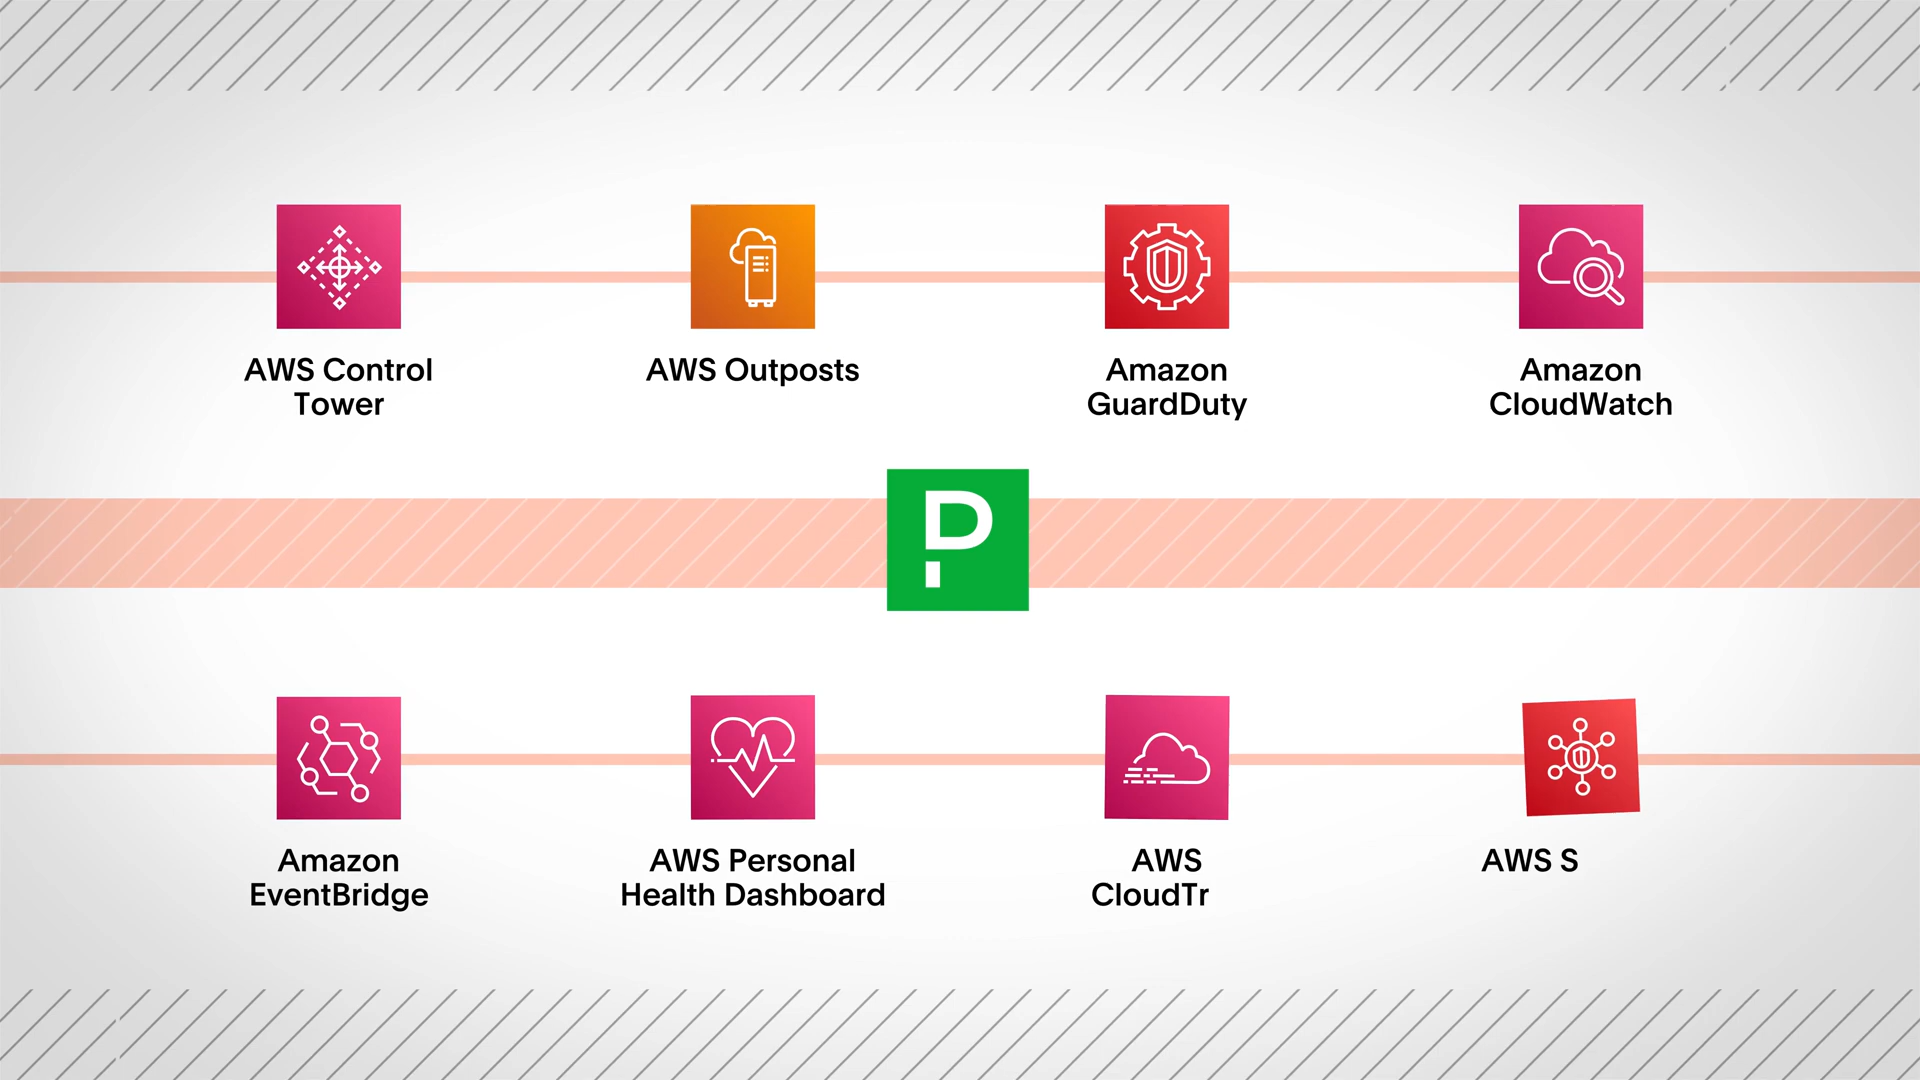 AWS Control
Tower
AWS Outposts
Amazon
GuardDuty
Amazon
CloudWatch
P
Amazon
EventBridge
AWS Personal
Health Dashboard
AWS
CloudTr
AWS S